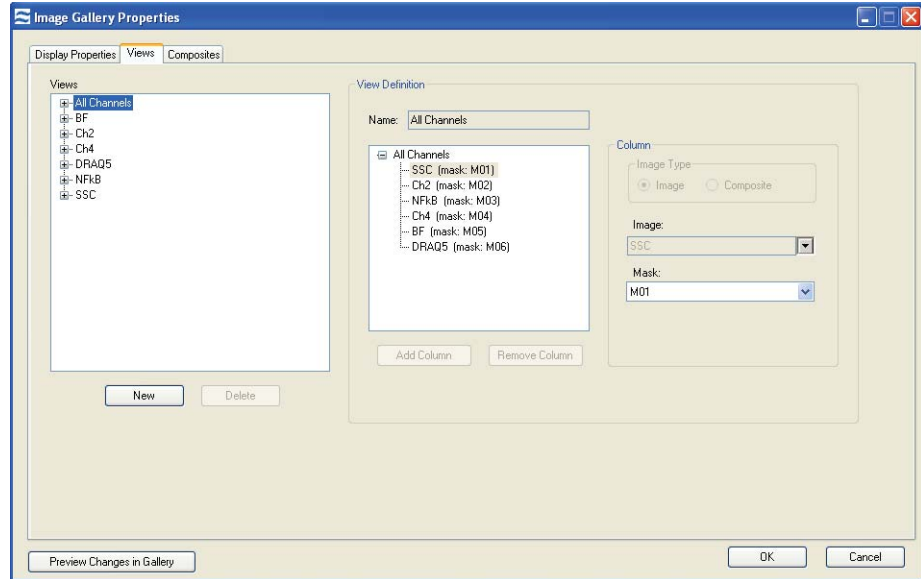 Image Gallery Properties
Display Properties Views Composites
Views
All Channels
BF
Ch2
Ch4
DRAQ5
NFkB
SSC
New Delete
View Definition
Name: All Channels
All Channels
SSC (mask: M01)
Ch2 (mask: M02)
NFkB (mask: M03)
Ch4 (mask: M04)
BF (mask: M05)
DRAQ5 (mask: M06)
Add Column Remove Column
Column
Image Type
Image Composite
Image:
SSC
Mask:
M01
Preview Changes in Gallery OK Cancel